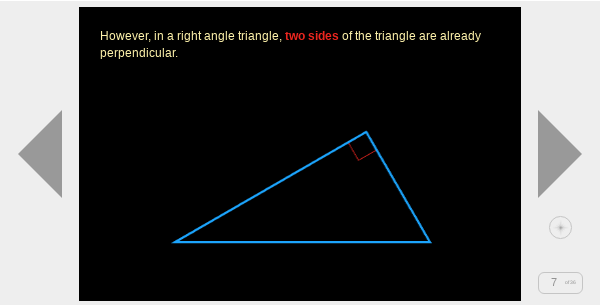 However, in a right angle triangle, two sides of the triangle are already
perpendicular.
7 of 36